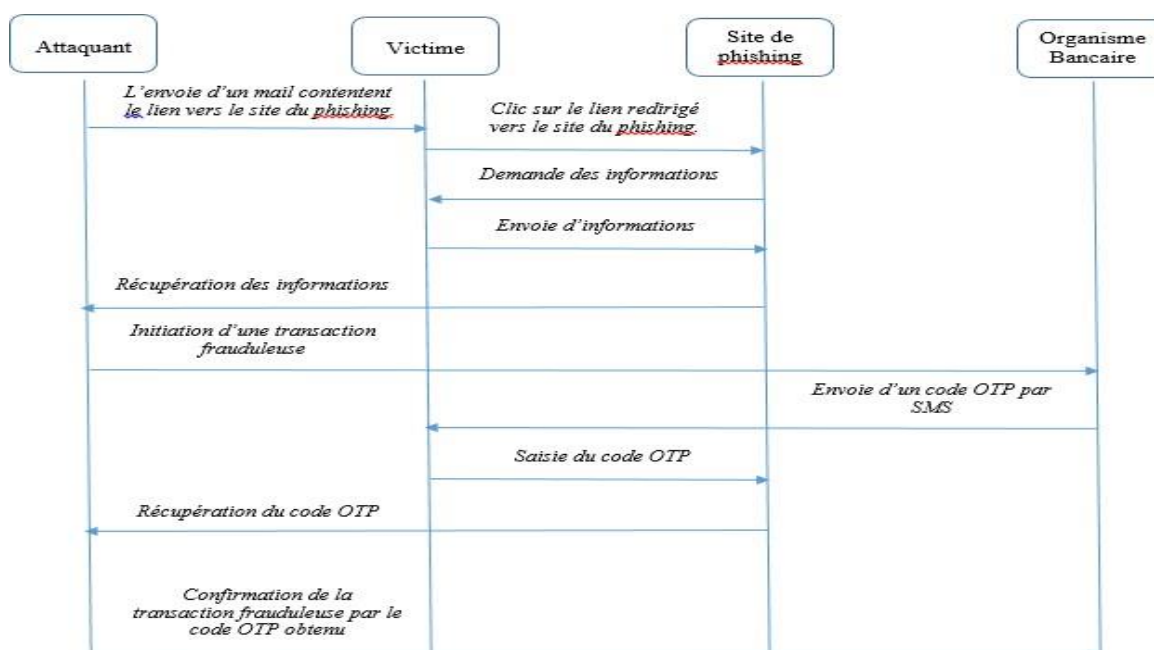 Attaquant
Victime
Site de
phishing
Organisme
Bancaire
L'envoie d'un mail contentent
le lien vers le site du phishing.
Clic sur le lien redirigé
vers le site du phishing.
Demande des informations
Envoie d'informations
Récupération des informations
Initiation d'une transaction
frauduleuse
Envoie d'un code OTP par
SMS
Saisie du code OTP
Récupération du code OTP
Confirmation de la
transaction frauduleuse par le
code OTP obtenu